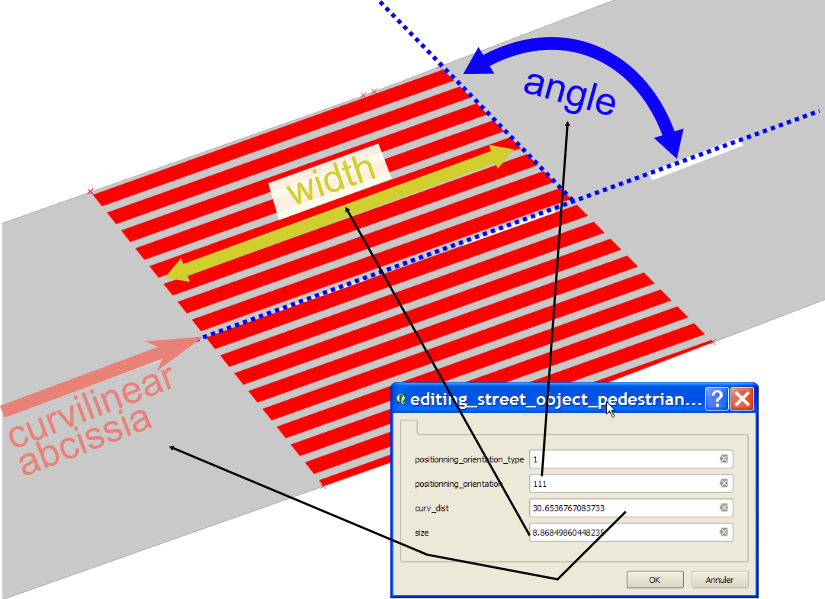 angle
width
curvilinear
abcissia
editing_street_object_pedestrian...
positionning_orientation_type 1
positionning_orientation 111
curv_dist 30.6536767083733
size 8.86849860448235
OK Annuler